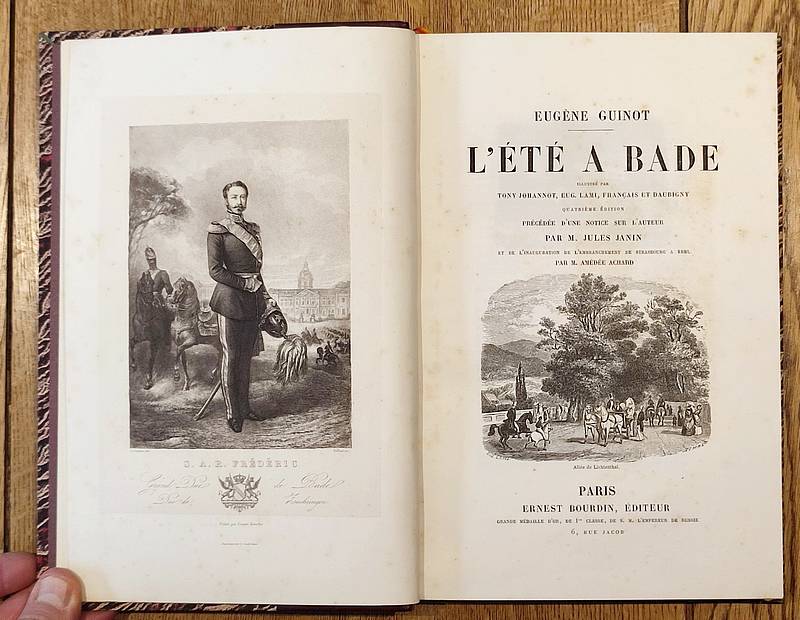 S. A. R. FRÉDÉRIC
Grand Duc de Bade
Duc de Zaehringen
EUGÈNE GUINOT
L'ÉTÉ A BADE
ILLUSTRÉ PAR
TONY JOHANNOT, EUG. LAMI, FRANÇAIS ET DAUBIGNY
QUATRIÈME ÉDITION
PRÉCÉDÉE D'UNE NOTICE SUR L'AUTEUR
PAR M. JULES JANIN
ET DE L'INAUGURATION DE L'EMBRANCHEMENT DE STRASBOURG A KEHL
PAR M. AMÉDÉE ACHARD
Allée de Lichtenthal.
PARIS
ERNEST BOURDIN, ÉDITEUR
GRANDE MÉDAILLE D'OR, DE 1re CLASSE, DE S. M. L'EMPEREUR DE RUSSIE
6, RUE JACOB